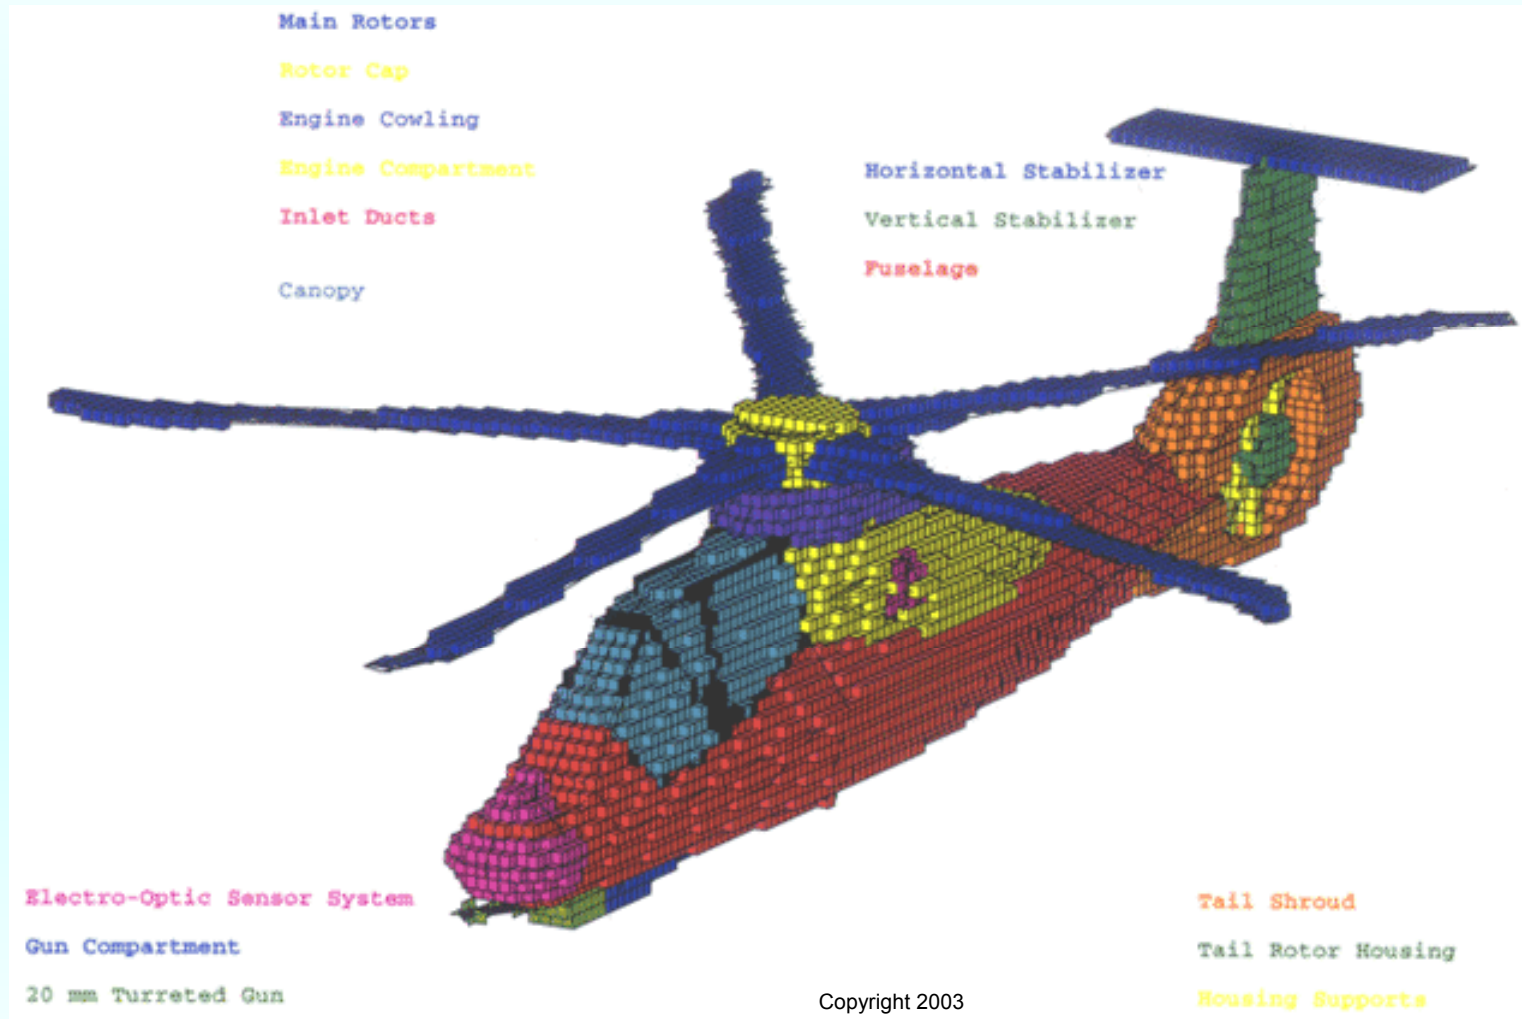 Main Rotors
Rotor Cap
Engine Cowling
Engine Compartment
Inlet Ducts
Canopy
Horizontal Stabilizer
Vertical Stabilizer
Fuselage
Electro-Optic Sensor System
Gun Compartment
20 mm Turreted Gun
Tail Shroud
Tail Rotor Housing
Housing Supports
Copyright 2003